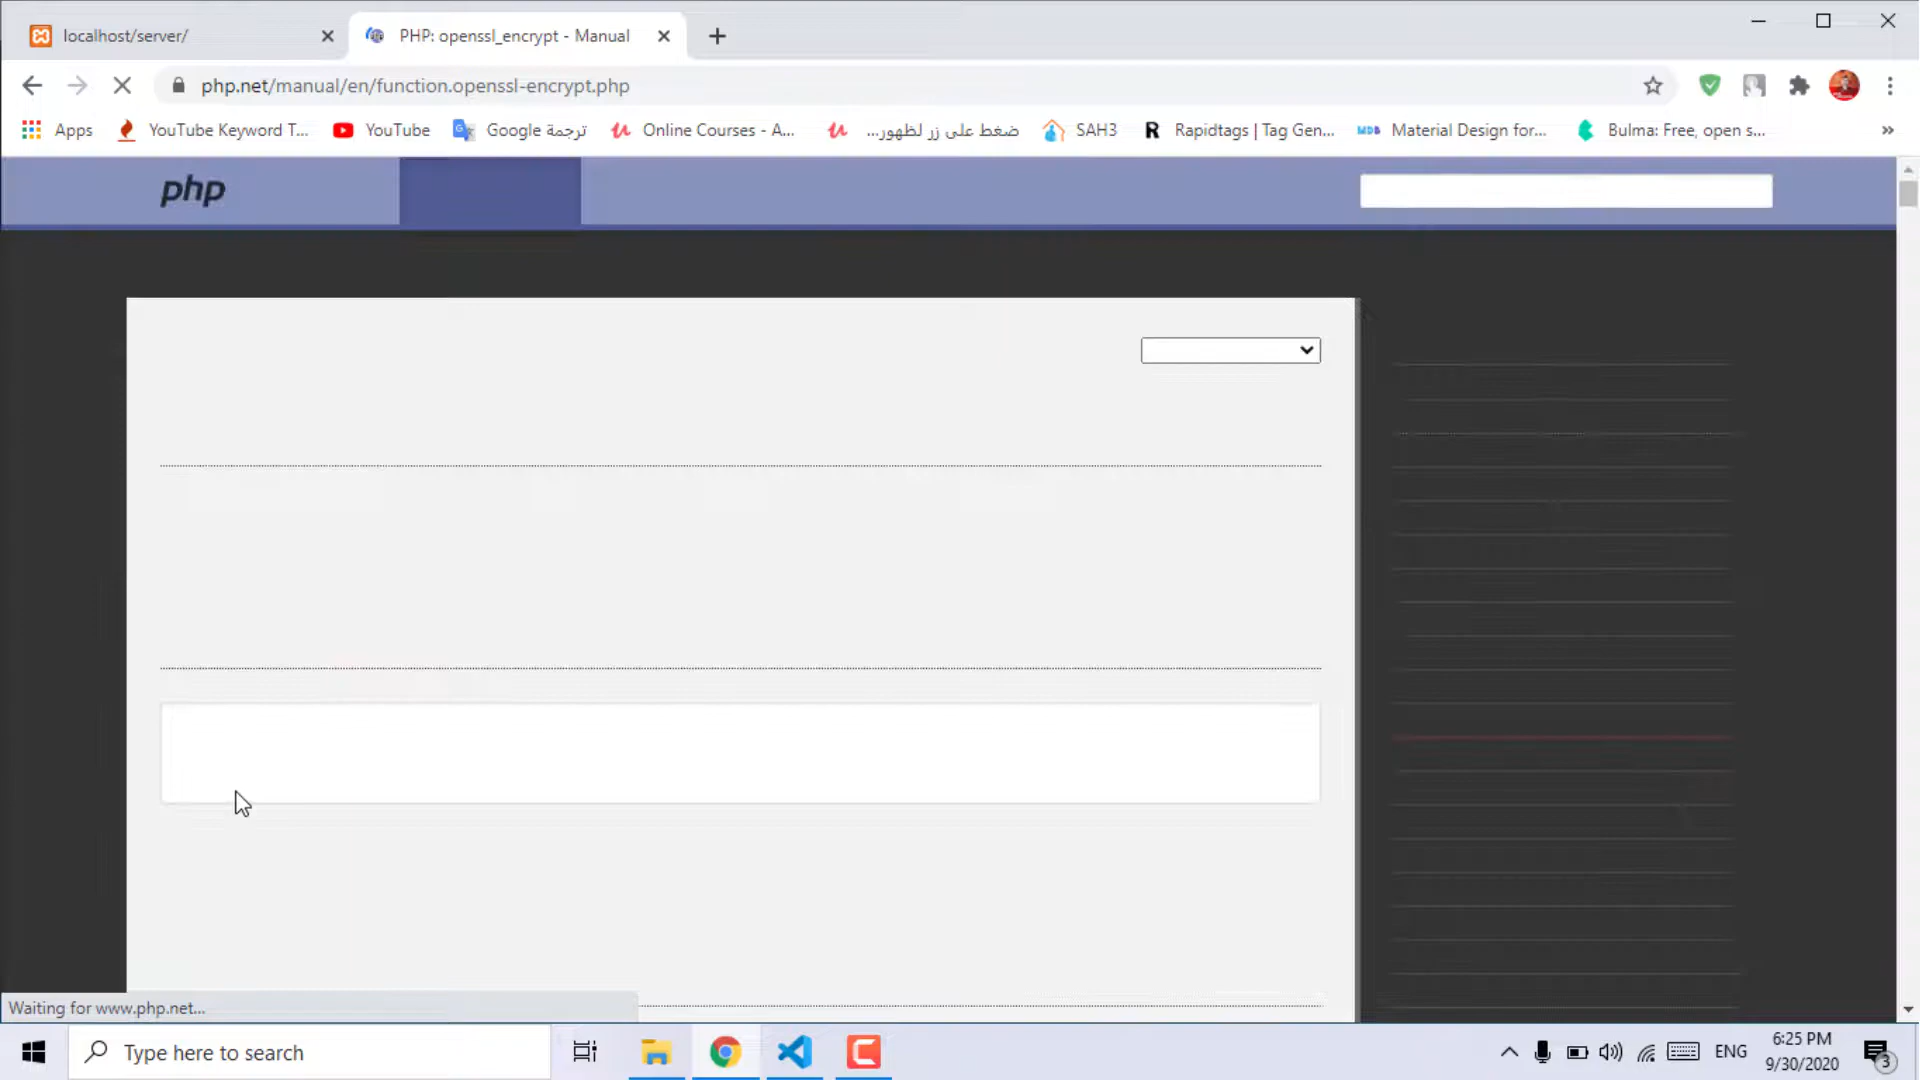 localhost/server/
PHP: openssl_encrypt - Manual
php.net/manual/en/function.openssl-encrypt.php
Apps
YouTube Keyword T...
YouTube
ترجمة Google
Online Courses - A...
ضغط على زر لظهور...
SAH3
Rapidtags | Tag Gen...
Material Design for...
Bulma: Free, open s...
»
php
Waiting for www.php.net...
Type here to search
ENG
6:25 PM
9/30/2020
3